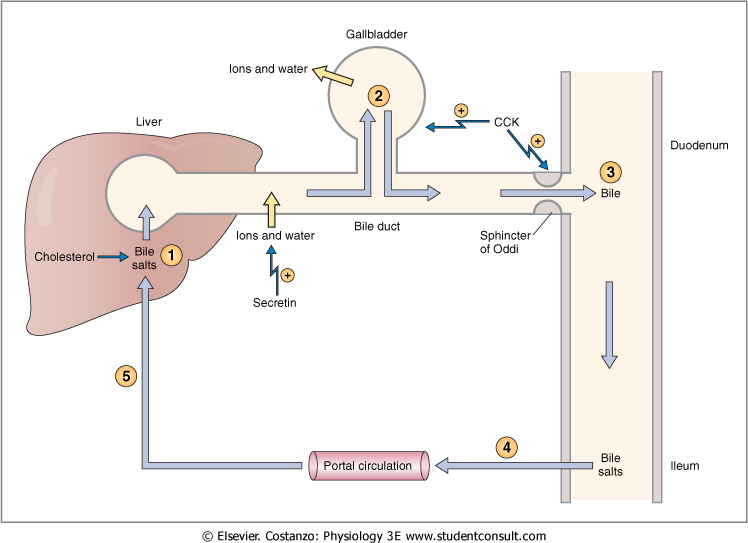 Gallbladder
Ions and water
2
+
CCK
+
Liver
Duodenum
3
Bile
Bile duct
Ions and water
Sphincter
of Oddi
Cholesterol
Bile
salts
1
+
Secretin
5
4
Portal circulation
Bile
salts
Ileum
© Elsevier. Costanzo: Physiology 3E www.studentconsult.com